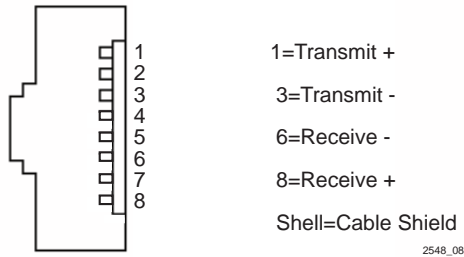 1
2
3
4
5
6
7
8
1=Transmit +
3=Transmit -
6=Receive -
8=Receive +
Shell=Cable Shield
2548_08